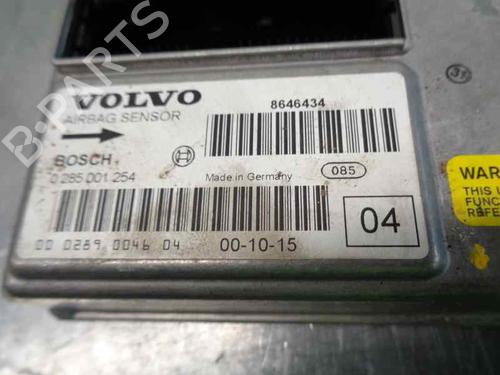 VOLVO
8646434
AIRBAG SENSOR
BOSCH
0 285 001 254
Made in Germany
085
00 0289 0046 04
00-10-15
04
WAR
THIS U
FUNC
REFE
B-PARTS